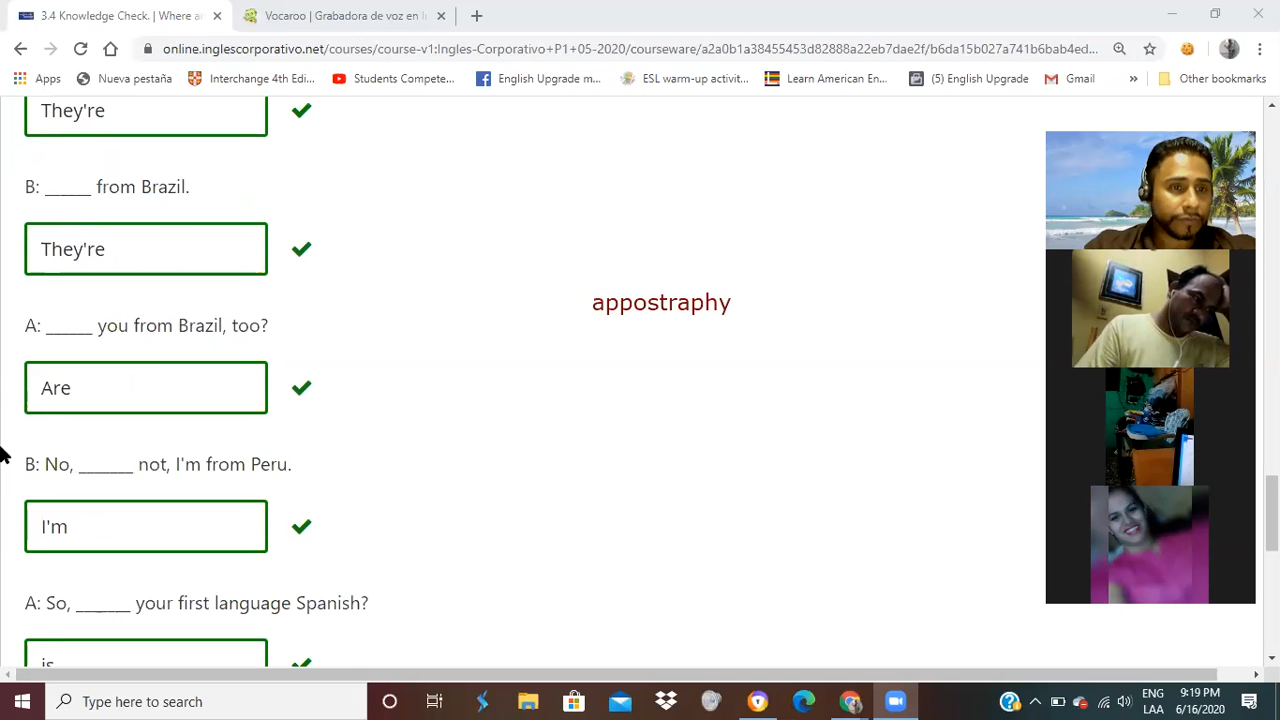 3.4 Knowledge Check. | Where a
Vocaroo | Grabadora de voz en l
online.inglescorporativo.net/courses/course-v1:Ingles-Corporativo+P1+05-2020/courseware/a2a0b1a38455453d82888a22eb7dae2f/b6da15b027a741b6bab4ed...
Apps
Nueva pestaña
Interchange 4th Edi...
Students Compete...
English Upgrade m...
ESL warm-up activit...
Learn American En...
(5) English Upgrade
Gmail
»
Other bookmarks
They're
B: ______ from Brazil.
They're
appostraphy
A: ______ you from Brazil, too?
Are
B: No, _______ not, I'm from Peru.
I'm
A: So, _______ your first language Spanish?
is
Type here to search
ENG
LAA
9:19 PM
6/16/2020